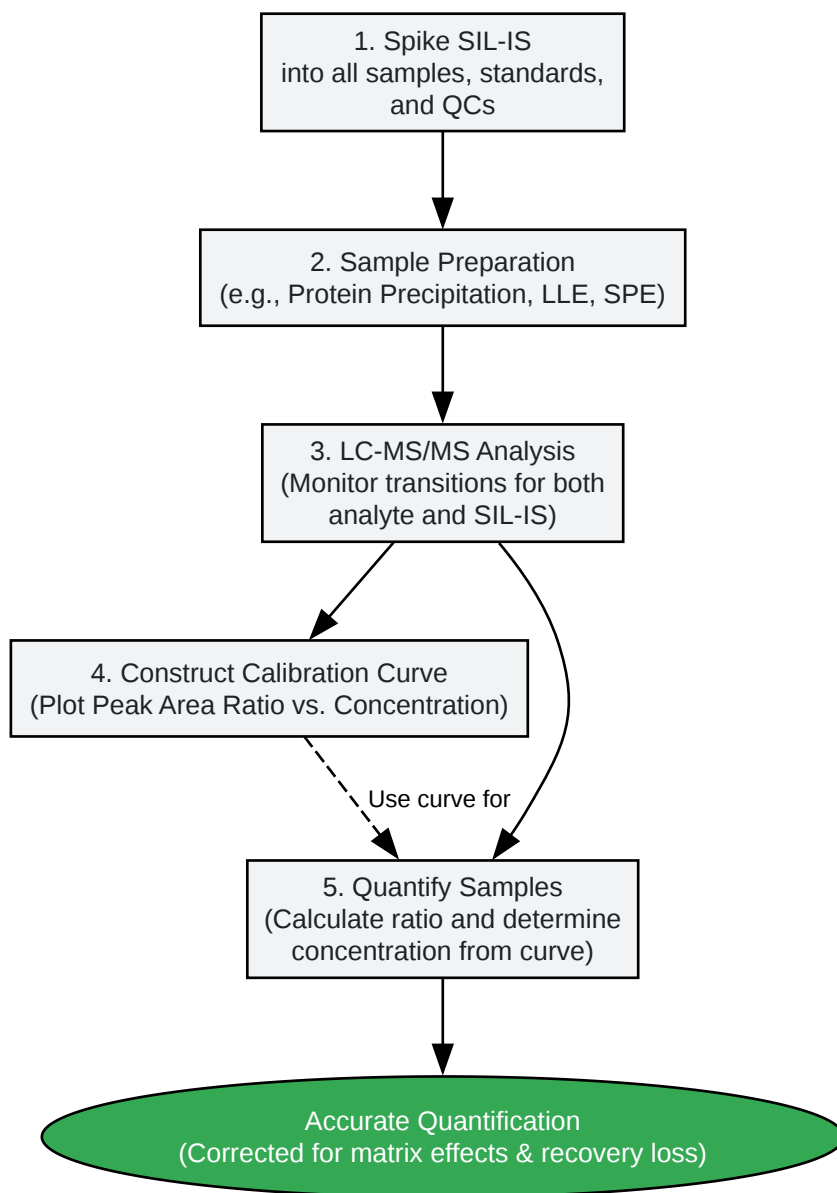 1. Spike SIL-IS
into all samples, standards,
and QCs
2. Sample Preparation
(e.g., Protein Precipitation, LLE, SPE)
3. LC-MS/MS Analysis
(Monitor transitions for both
analyte and SIL-IS)
4. Construct Calibration Curve
(Plot Peak Area Ratio vs. Concentration)
Use curve for
5. Quantify Samples
(Calculate ratio and determine
concentration from curve)
Accurate Quantification
(Corrected for matrix effects & recovery loss)